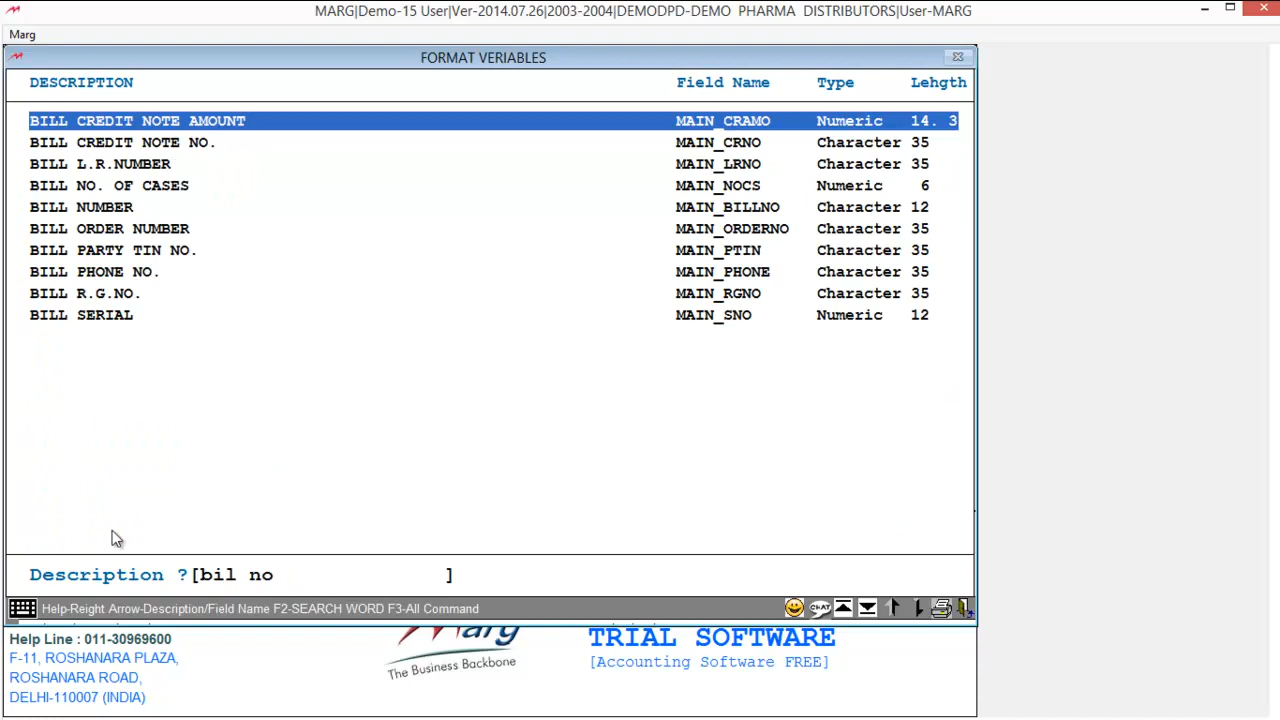 MARG|Demo-15 User|Ver-2014.07.26|2003-2004|DEMODPD-DEMO PHARMA DISTRIBUTORS|User-MARG
Marg
FORMAT VERIABLES
DESCRIPTION Field Name Type Lehgth
BILL CREDIT NOTE AMOUNT MAIN_CRAMO Numeric 14. 3
BILL CREDIT NOTE NO. MAIN_CRNO Character 35
BILL L.R.NUMBER MAIN_LRNO Character 35
BILL NO. OF CASES MAIN_NOCS Numeric 6
BILL NUMBER MAIN_BILLNO Character 12
BILL ORDER NUMBER MAIN_ORDERNO Character 35
BILL PARTY TIN NO. MAIN_PTIN Character 35
BILL PHONE NO. MAIN_PHONE Character 35
BILL R.G.NO. MAIN_RGNO Character 35
BILL SERIAL MAIN_SNO Numeric 12
Description ?[bil no ]
Help-Reight Arrow-Description/Field Name F2-SEARCH WORD F3-All Command CHAT
Help Line : 011-30969600
F-11, ROSHANARA PLAZA,
ROSHANARA ROAD,
DELHI-110007 (INDIA)
Marg
The Business Backbone
TRIAL SOFTWARE
[Accounting Software FREE]